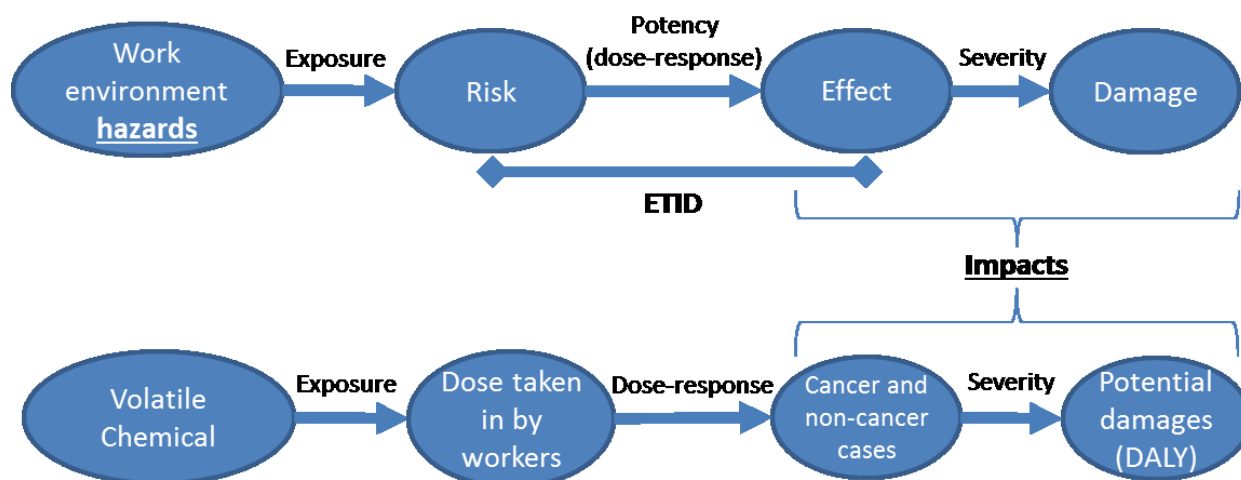 Work
environment
hazards
Exposure
Risk
Potency
(dose-response)
Effect
Severity
Damage
ETID
Impacts
Volatile
Chemical
Exposure
Dose taken
in by
workers
Dose-response
Cancer and
non-cancer
cases
Severity
Potential
damages
(DALY)